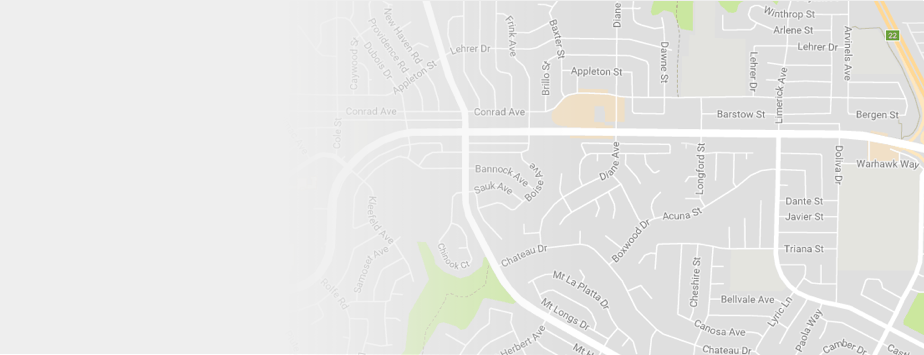 Winthrop St
Arlene St
Lehrer Dr
Arvinels Ave
22
New Haven Rd
Providence Rd
Dubois Dr
Appleton St
Lehrer Dr
Frink Ave
Baxter St
Brillo St
Diane
Appleton St
Dawne St
Lehrer Dr
Limerick Ave
Conrad Ave
Conrad Ave
Barstow St
Bergen St
Cole St
Warhawk Way
Bannock Ave
Sauk Ave
Boise Ave
Diane Ave
Longford St
Doliva Dr
Dante St
Javier St
Acuna St
Boxwood Dr
Triana St
Kleefeld Ave
Samuset Ave
Chinook Ct
Chateau Dr
Mt La Platta Dr
Mt Longs Dr
Cheshire St
Bellvale Ave
Lyric Ln
Paola Way
Canosa Ave
Chateau Dr
Camber Dr
Herbert Ave